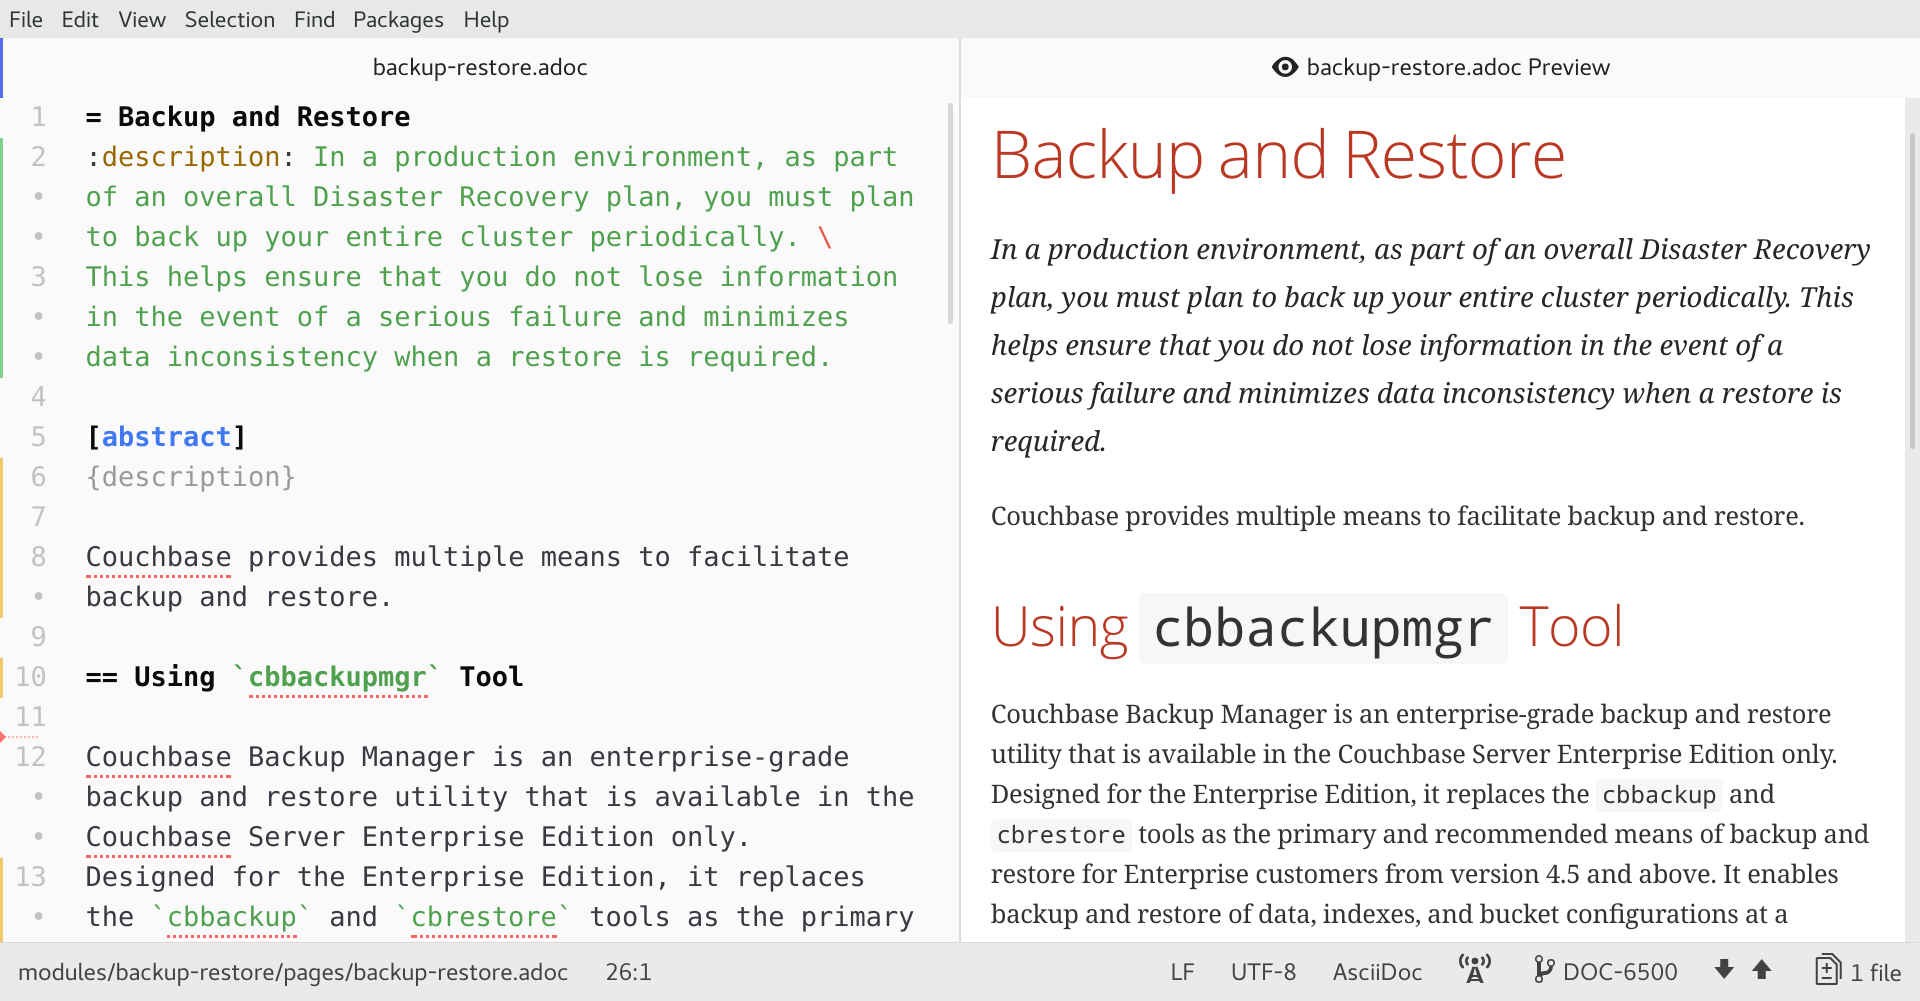 File Edit View Selection Find Packages Help
backup-restore.adoc
1 = Backup and Restore
2 :description: In a production environment, as part
• of an overall Disaster Recovery plan, you must plan
• to back up your entire cluster periodically. \
3 This helps ensure that you do not lose information
• in the event of a serious failure and minimizes
• data inconsistency when a restore is required.
4
5 [abstract]
6 {description}
7
8 Couchbase provides multiple means to facilitate
• backup and restore.
9
10 == Using `cbbackupmgr` Tool
11
12 Couchbase Backup Manager is an enterprise-grade
• backup and restore utility that is available in the
• Couchbase Server Enterprise Edition only.
13 Designed for the Enterprise Edition, it replaces
• the `cbbackup` and `cbrestore` tools as the primary
backup-restore.adoc Preview
Backup and Restore
In a production environment, as part of an overall Disaster Recovery
plan, you must plan to back up your entire cluster periodically. This
helps ensure that you do not lose information in the event of a
serious failure and minimizes data inconsistency when a restore is
required.
Couchbase provides multiple means to facilitate backup and restore.
Using cbbackupmgr Tool
Couchbase Backup Manager is an enterprise-grade backup and restore
utility that is available in the Couchbase Server Enterprise Edition only.
Designed for the Enterprise Edition, it replaces the cbbackup and
cbrestore tools as the primary and recommended means of backup and
restore for Enterprise customers from version 4.5 and above. It enables
backup and restore of data, indexes, and bucket configurations at a
modules/backup-restore/pages/backup-restore.adoc 26:1 LF UTF-8 AsciiDoc DOC-6500 1 file